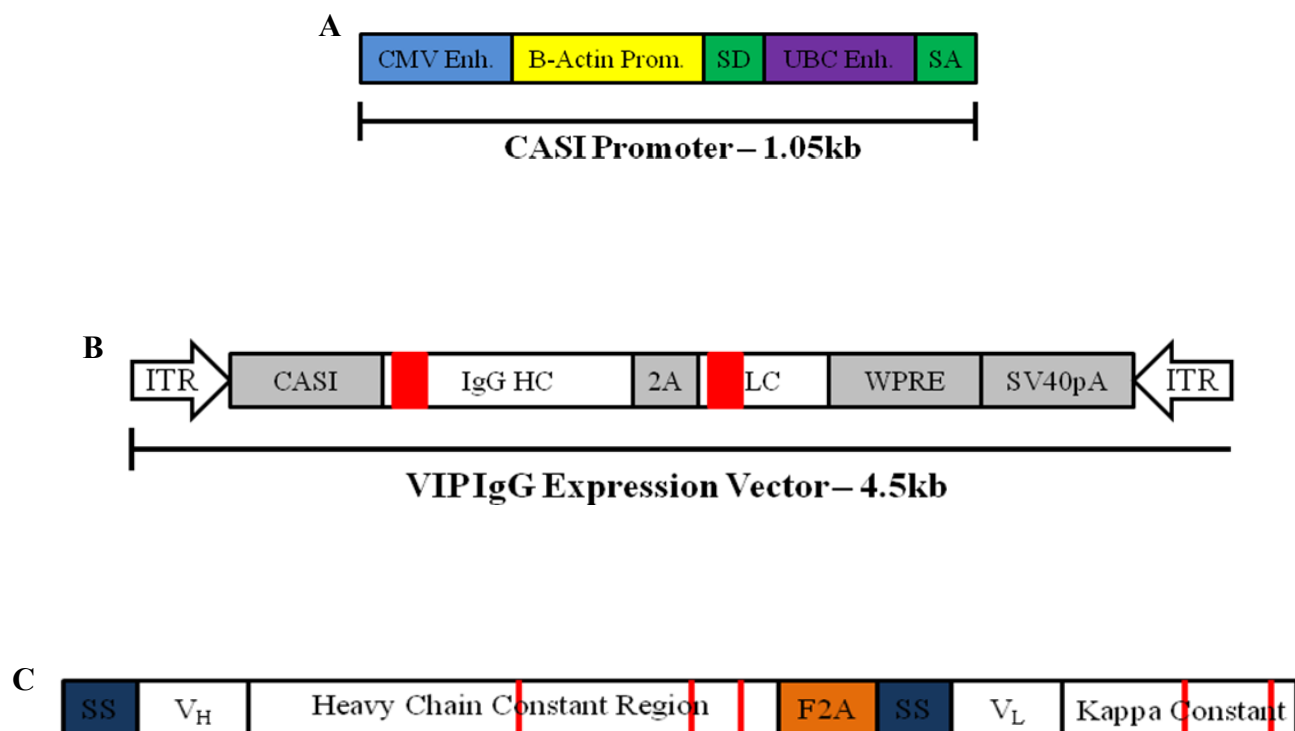 A
CMV Enh. B-Actin Prom. SD UBC Enh. SA
CASI Promoter – 1.05kb
B
ITR CASI IgG HC 2A LC WPRE SV40pA ITR
VIP IgG Expression Vector – 4.5kb
C
SS VH Heavy Chain Constant Region F2A SS VL Kappa Constant